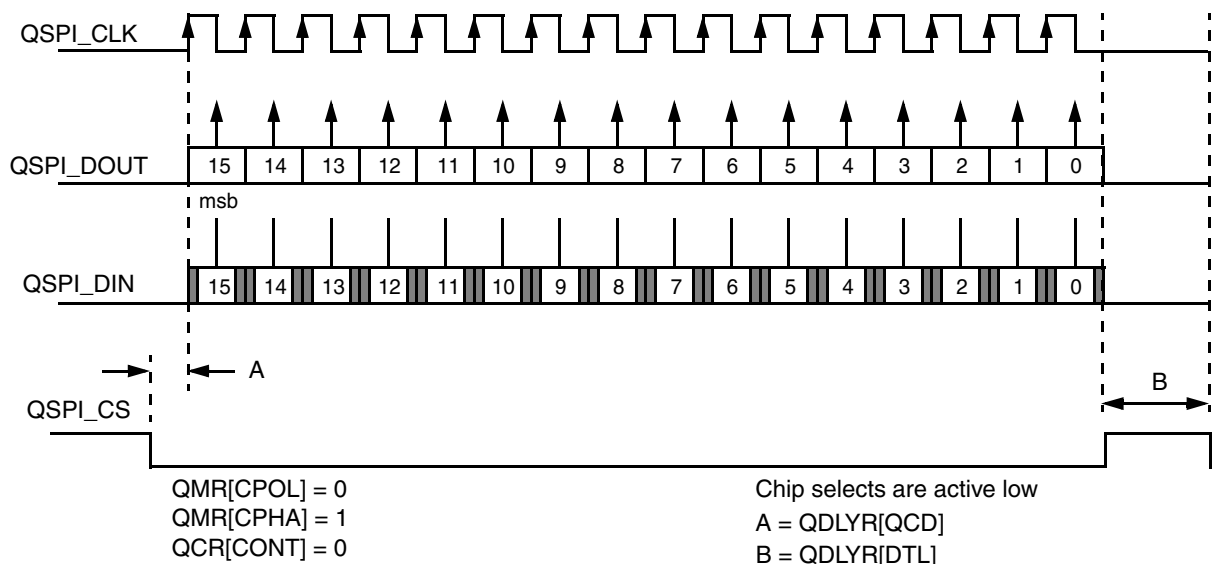 QSPI_CLK
QSPI_DOUT
15 14 13 12 11 10 9 8 7 6 5 4 3 2 1 0
msb
QSPI_DIN
15 14 13 12 11 10 9 8 7 6 5 4 3 2 1 0
A
B
QSPI_CS
QMR[CPOL] = 0
QMR[CPHA] = 1
QCR[CONT] = 0
Chip selects are active low
A = QDLYR[QCD]
B = QDLYR[DTL]